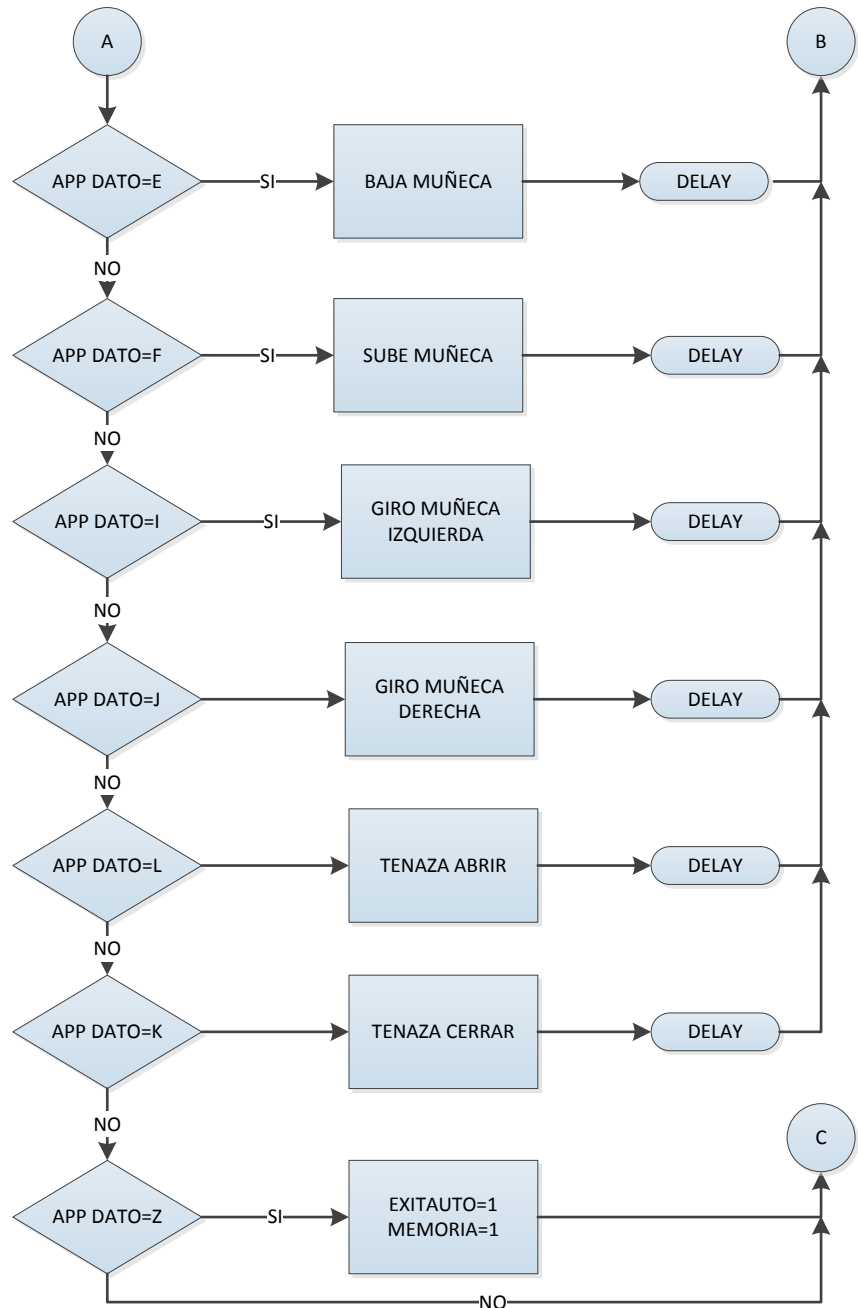 A
B
APP DATO=E
SI
BAJA MUÑECA
DELAY
NO
APP DATO=F
SI
SUBE MUÑECA
DELAY
NO
APP DATO=I
SI
GIRO MUÑECA
IZQUIERDA
DELAY
NO
APP DATO=J
GIRO MUÑECA
DERECHA
DELAY
NO
APP DATO=L
TENAZA ABRIR
DELAY
NO
APP DATO=K
TENAZA CERRAR
DELAY
NO
C
APP DATO=Z
SI
EXITAUTO=1
MEMORIA=1
NO